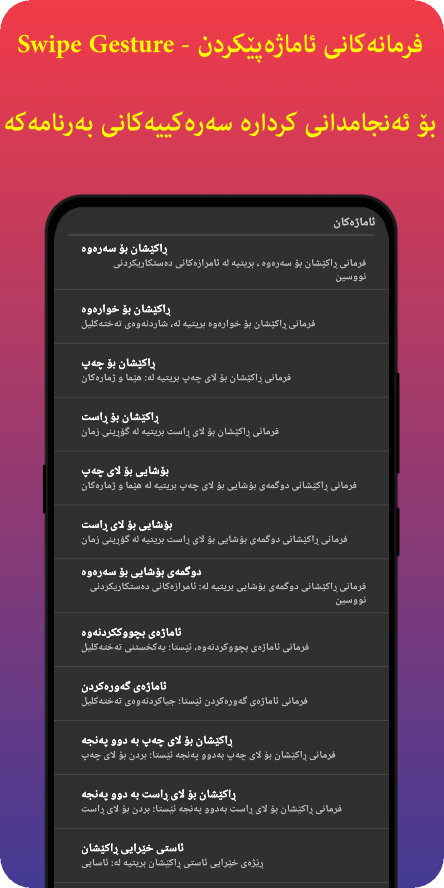 فرمانەکانی ئاماژەپێکردن - Swipe Gesture
بۆ ئەنجامدانی کردارە سەرەکییەکانی بەرنامەکە
ئاماژەکان
ڕاکێشان بۆ سەرەوە
فرمانی ڕاکێشان بۆ سەرەوە ، بریتیە لە ئامرازەکانی دەستکاریکردنی
نووسین
ڕاکێشان بۆ خوارەوە
فرمانی ڕاکێشان بۆ خوارەوە بریتیە لە، شاردنەوەی تەختەکلیل
ڕاکێشان بۆ چەپ
فرمانی ڕاکێشان بۆ لای چەپ بریتیە لە: هێما و ژمارەکان
ڕاکێشان بۆ ڕاست
فرمانی ڕاکێشان بۆ لای ڕاست بریتیە لە گۆڕینی زمان
بۆشایی بۆ لای چەپ
فرمانی ڕاکێشانی دوگمەی بۆشایی بۆ لای چەپ بریتیە لە هێما و ژمارەکان
بۆشایی بۆ لای ڕاست
فرمانی ڕاکێشانی دوگمەی بۆشایی بۆ لای ڕاست بریتیە لە گۆڕینی زمان
دوگمەی بۆشایی بۆ سەرەوە
فرمانی ڕاکێشانی دوگمەی بۆشایی بریتیە لە: ئامرازەکانی دەستکاریکردنی
نووسین
ئاماژەی بچووککردنەوە
فرمانی ئاماژەی بچووکردنەوە، ئێستا: یەکخستنی تەختەکلیل
ئاماژەی گەورەکردن
فرمانی ئاماژەی گەورەکردن ئێستا: جیاکردنەوەی تەختەکلیل
ڕاکێشان بۆ لای چەپ بە دوو پەنجە
فرمانی ڕاکێشان بۆ لای چەپ بەدوو پەنجە ئێستا: بردن بۆ لای چەپ
ڕاکێشان بۆ لای ڕاست بە دوو پەنجە
فرمانی ڕاکێشان بۆ لای ڕاست بەدوو پەنجە ئێستا: بردن بۆ لای ڕاست
ئاستی خێرایی ڕاکێشان
ڕێژەی خێرایی ئاستی ڕاکێشان بریتیە لە: ئاسایی